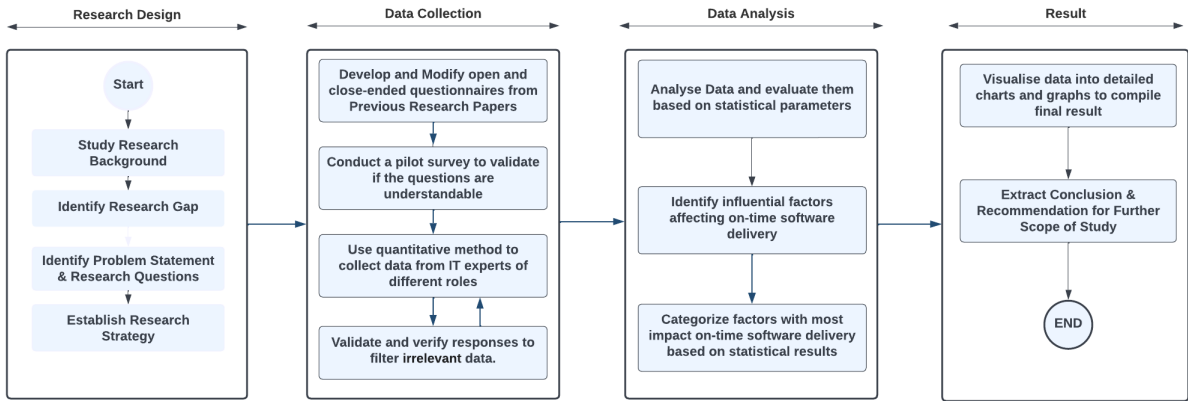 Research Design
Data Collection
Data Analysis
Result
Start
Study Research
Background
Identify Research Gap
Identify Problem Statement
& Research Questions
Establish Research
Strategy
Develop and Modify open and
close-ended questionnaires from
Previous Research Papers
Conduct a pilot survey to validate
if the questions are
understandable
Use quantitative method to
collect data from IT experts of
different roles
Validate and verify responses to
filter irrelevant data.
Analyse Data and evaluate them
based on statistical parameters
Identify influential factors
affecting on-time software
delivery
Categorize factors with most
impact on-time software delivery
based on statistical results
Visualise data into detailed
charts and graphs to compile
final result
Extract Conclusion &
Recommendation for Further
Scope of Study
END